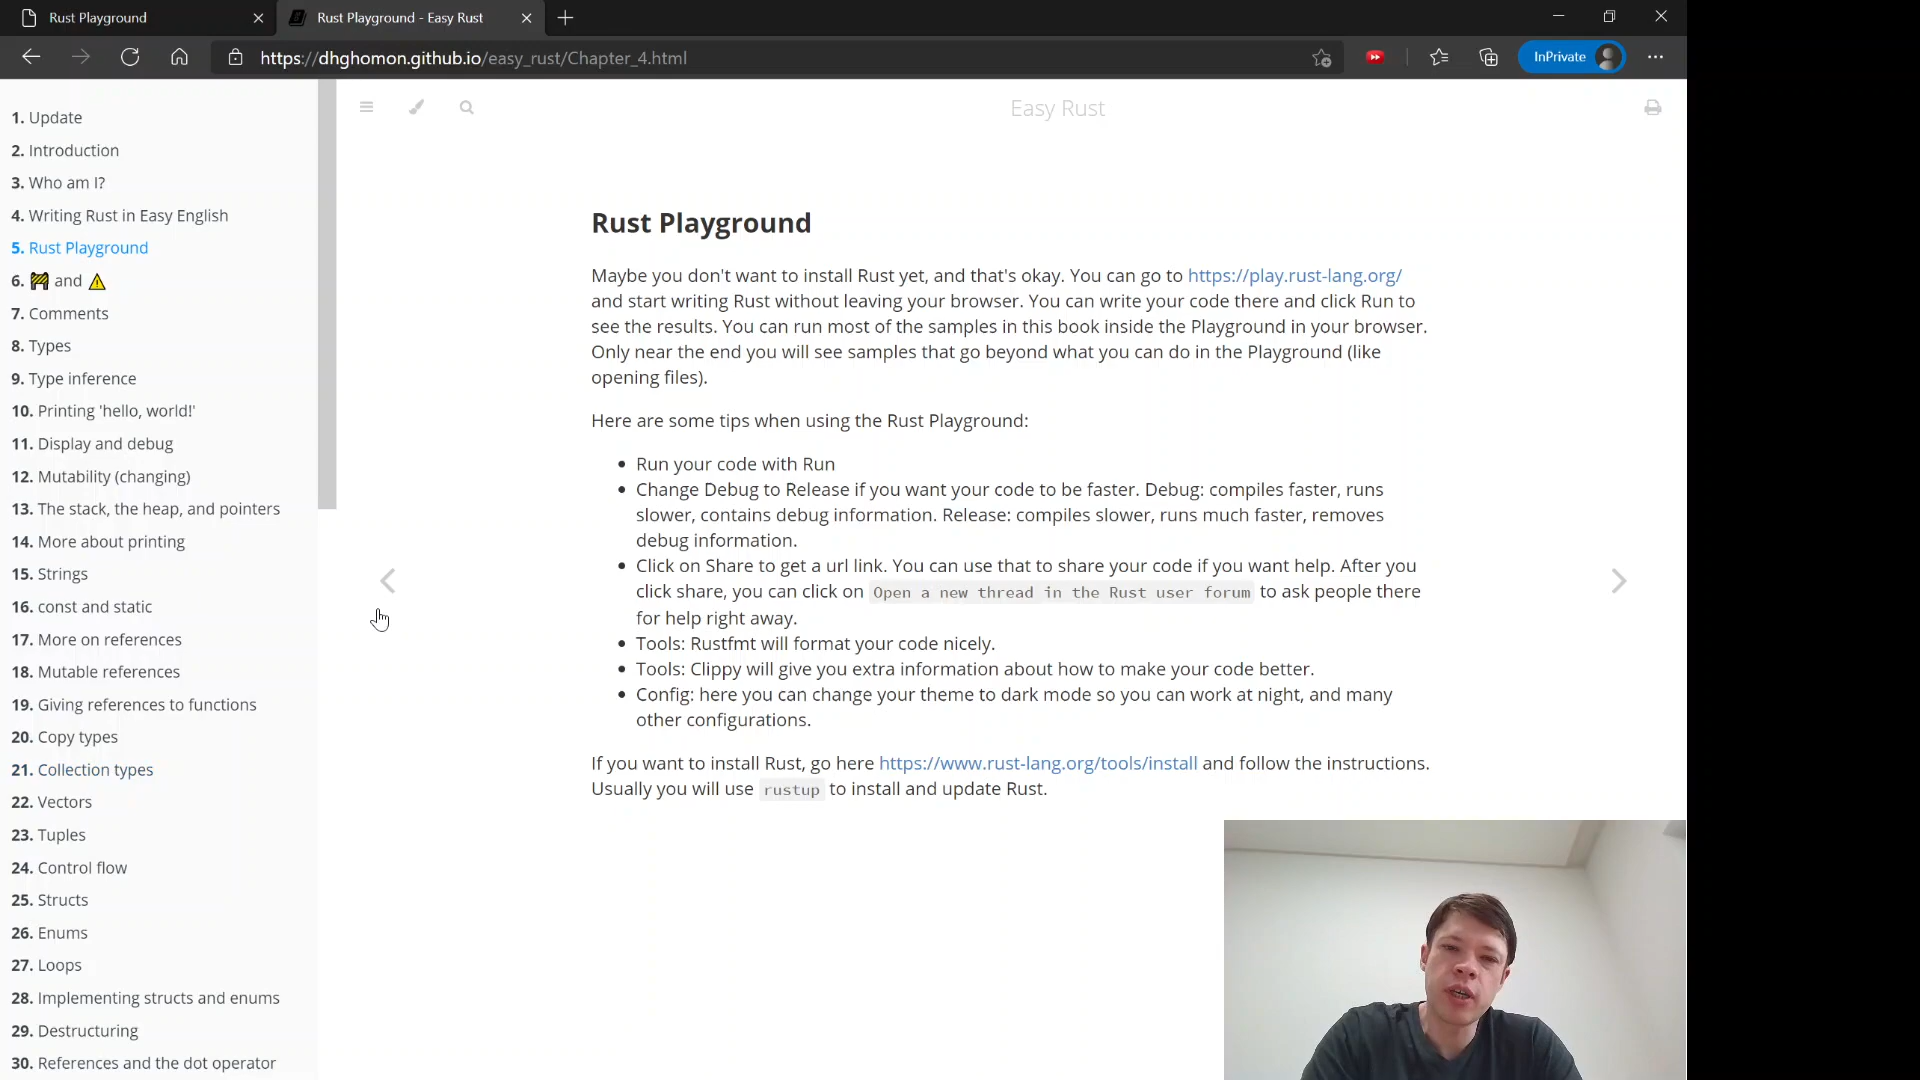 Rust Playground
Rust Playground - Easy Rust
https://dhghomon.github.io/easy_rust/Chapter_4.html
InPrivate
1. Update
2. Introduction
3. Who am I?
4. Writing Rust in Easy English
5. Rust Playground
6. 🚧 and ⚠️
7. Comments
8. Types
9. Type inference
10. Printing 'hello, world!'
11. Display and debug
12. Mutability (changing)
13. The stack, the heap, and pointers
14. More about printing
15. Strings
16. const and static
17. More on references
18. Mutable references
19. Giving references to functions
20. Copy types
21. Collection types
22. Vectors
23. Tuples
24. Control flow
25. Structs
26. Enums
27. Loops
28. Implementing structs and enums
29. Destructuring
30. References and the dot operator
Easy Rust
Rust Playground
Maybe you don't want to install Rust yet, and that's okay. You can go to https://play.rust-lang.org/
and start writing Rust without leaving your browser. You can write your code there and click Run to
see the results. You can run most of the samples in this book inside the Playground in your browser.
Only near the end you will see samples that go beyond what you can do in the Playground (like
opening files).
Here are some tips when using the Rust Playground:
• Run your code with Run
• Change Debug to Release if you want your code to be faster. Debug: compiles faster, runs
slower, contains debug information. Release: compiles slower, runs much faster, removes
debug information.
• Click on Share to get a url link. You can use that to share your code if you want help. After you
click share, you can click on Open a new thread in the Rust user forum to ask people there
for help right away.
• Tools: Rustfmt will format your code nicely.
• Tools: Clippy will give you extra information about how to make your code better.
• Config: here you can change your theme to dark mode so you can work at night, and many
other configurations.
If you want to install Rust, go here https://www.rust-lang.org/tools/install and follow the instructions.
Usually you will use rustup to install and update Rust.